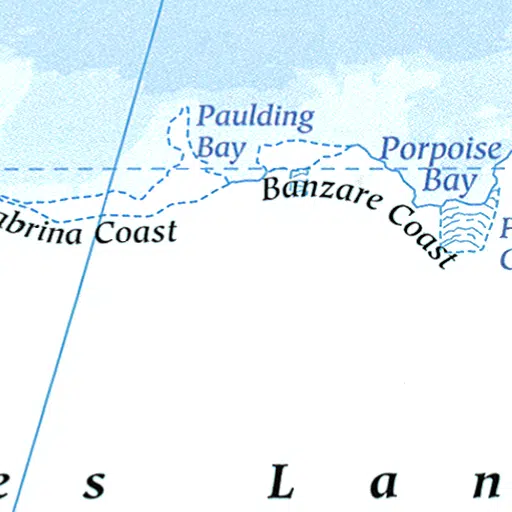 Paulding
Bay
Porpoise
Bay
Banzare Coast
abrina Coast
P
C
e s L a n